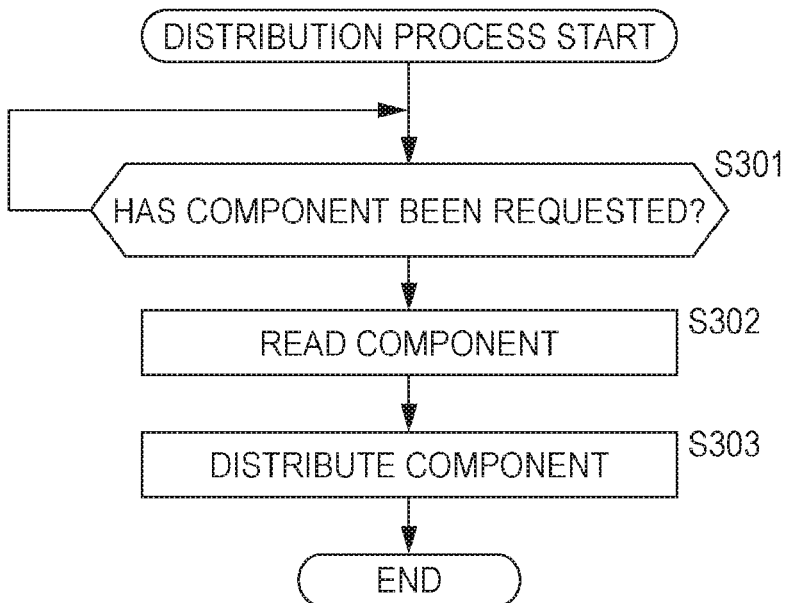 DISTRIBUTION PROCESS START
S301
HAS COMPONENT BEEN REQUESTED?
S302
READ COMPONENT
S303
DISTRIBUTE COMPONENT
END